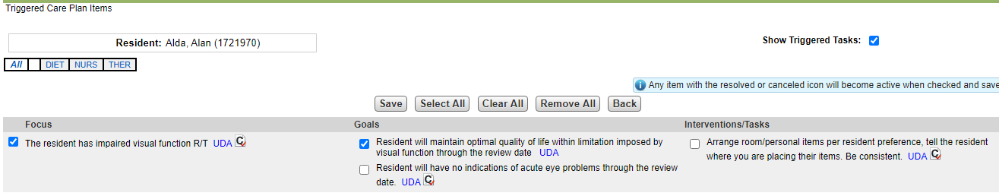 Triggered Care Plan Items
Resident: Alda, Alan (1721970)
Show Triggered Tasks:
All DIET NURS THER
Any item with the resolved or canceled icon will become active when checked and save
Save Select All Clear All Remove All Back
Focus Goals Interventions/Tasks
The resident has impaired visual function R/T UDA C
Resident will maintain optimal quality of life within limitation imposed by
visual function through the review date UDA
Resident will have no indications of acute eye problems through the review
date. UDA C
Arrange room/personal items per resident preference, tell the resident
where you are placing their items. Be consistent. UDA C